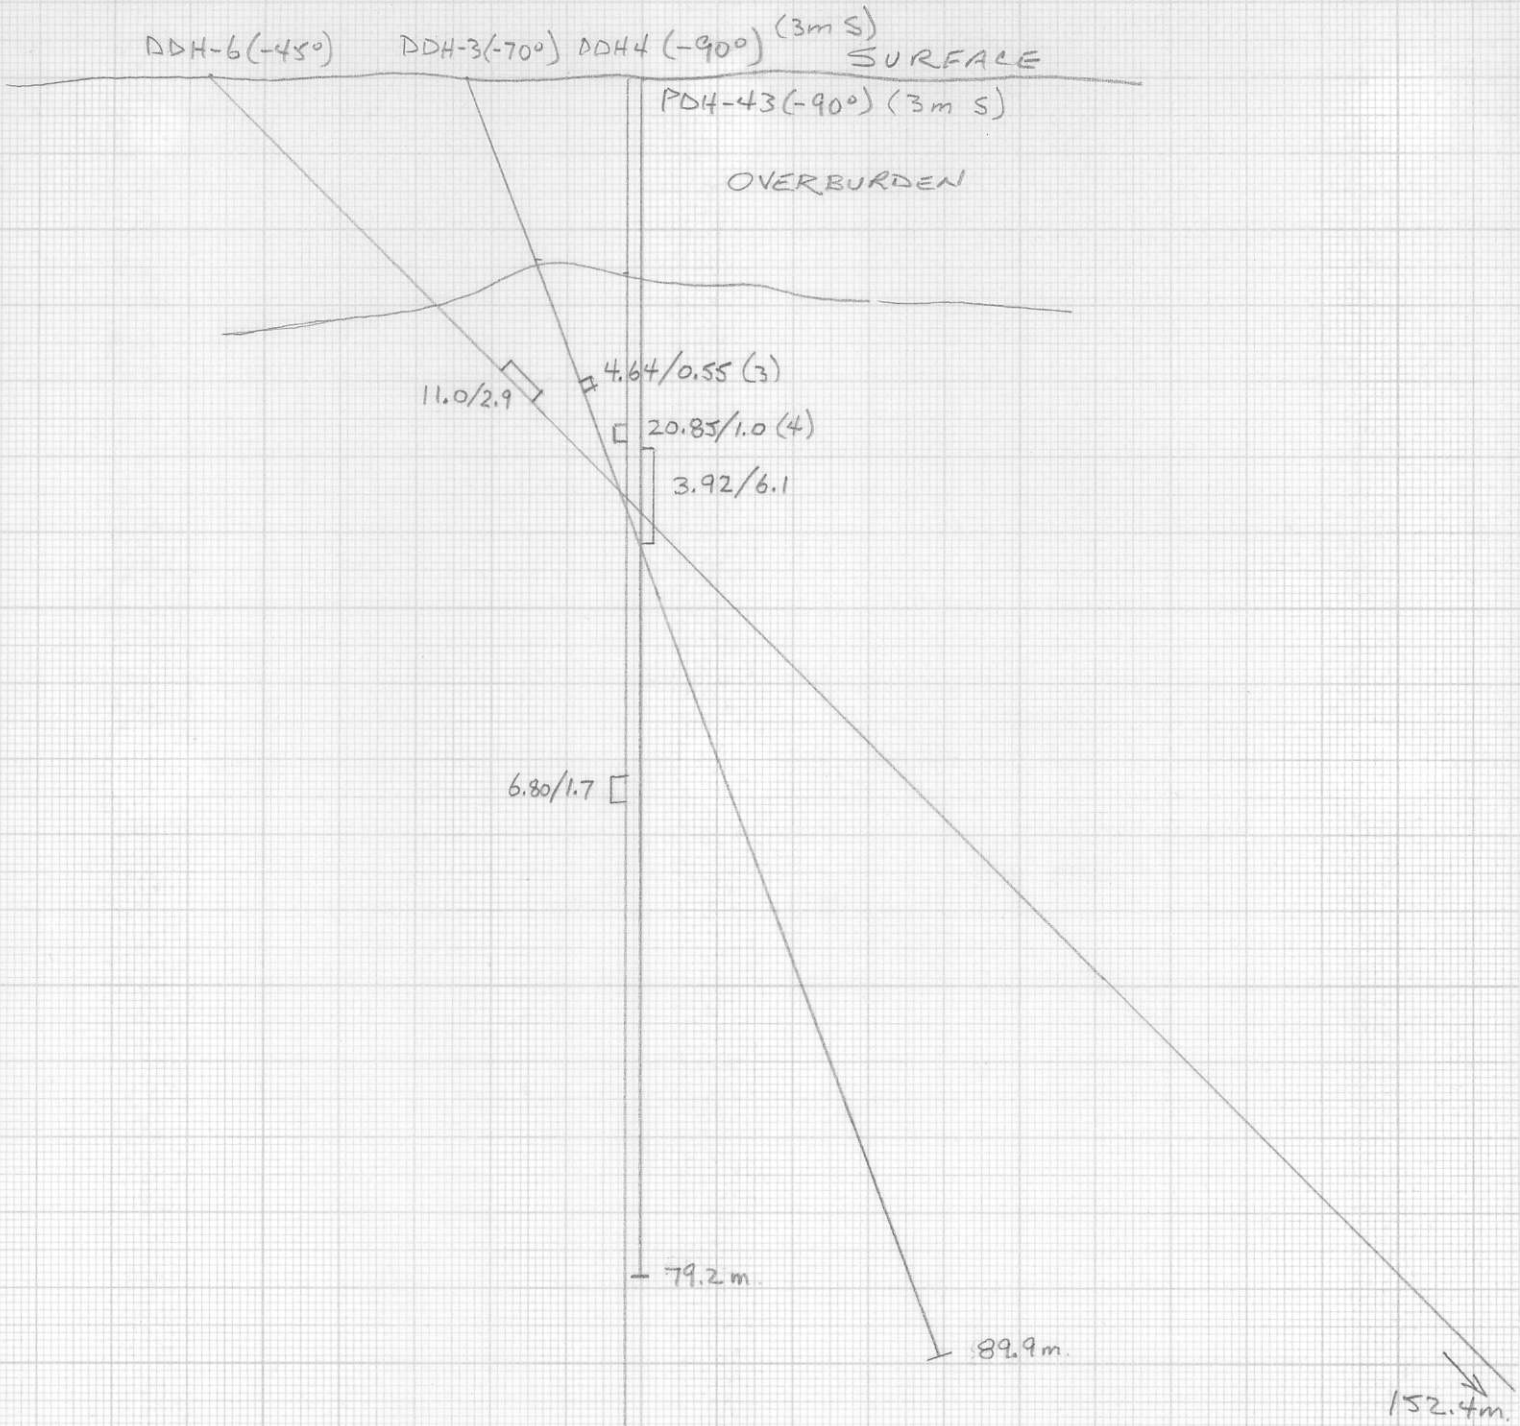 DDH-6(-45°) DDH-3(-70°) DDH4 (-90°) (3m S)
SURFACE
PDH-43(-90°) (3m S)
OVERBURDEN
4.64/0.55 (3)
11.0/2.9
20.85/1.0 (4)
3.92/6.1
6.80/1.7
79.2m
89.9m.
152.4m.